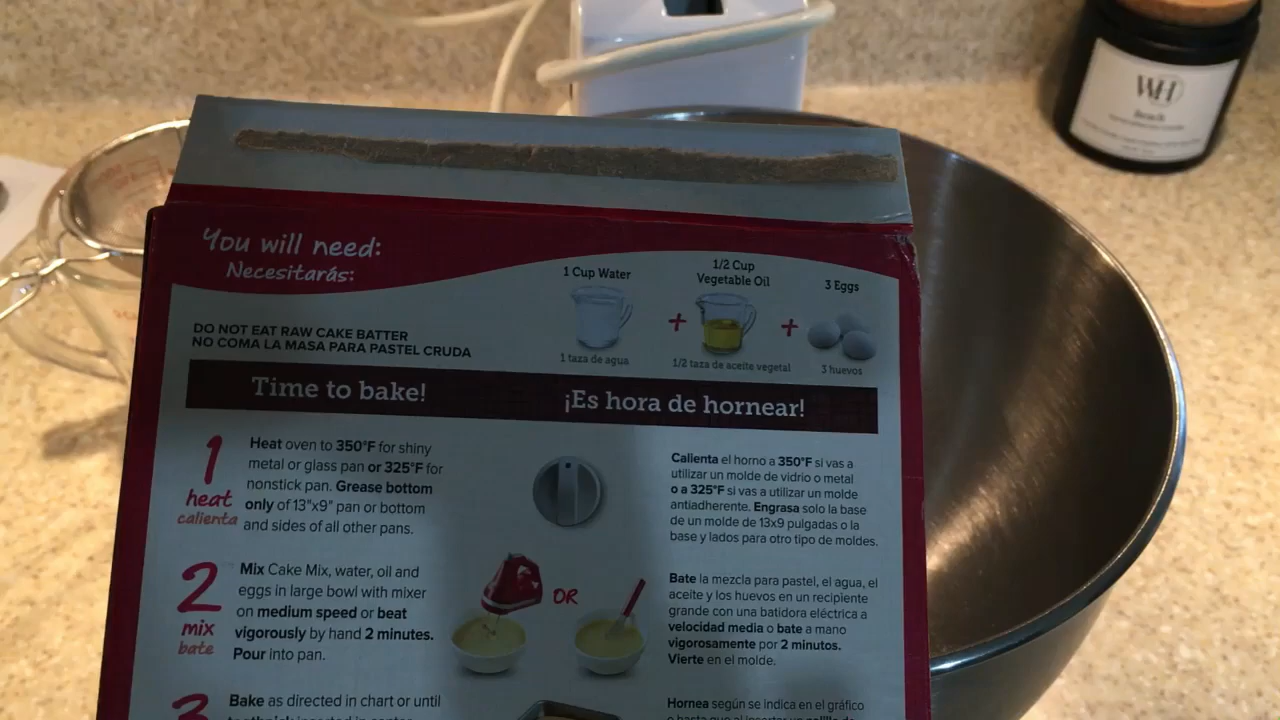 WH
You will need:
Necesitarás:
1 Cup Water
1/2 Cup
Vegetable Oil
3 Eggs
+
+
1 taza de agua
1/2 taza de aceite vegetal
3 huevos
DO NOT EAT RAW CAKE BATTER
NO COMA LA MASA PARA PASTEL CRUDA
Time to bake!
¡Es hora de hornear!
1
heat
calienta
Heat oven to 350°F for shiny
metal or glass pan or 325°F for
nonstick pan. Grease bottom
only of 13"x9" pan or bottom
and sides of all other pans.
Calienta el horno a 350°F si vas a
utilizar un molde de vidrio o metal
o a 325°F si vas a utilizar un molde
antiadherente. Engrasa solo la base
de un molde de 13x9 pulgadas o la
base y lados para otro tipo de moldes.
2
mix
bate
Mix Cake Mix, water, oil and
eggs in large bowl with mixer
on medium speed or beat
vigorously by hand 2 minutes.
Pour into pan.
OR
Bate la mezcla para pastel, el agua, el
aceite y los huevos en un recipiente
grande con una batidora eléctrica a
velocidad media o bate a mano
vigorosamente por 2 minutos.
Vierte en el molde.
3
Bake as directed in chart or until
Hornea según se indica en el gráfico